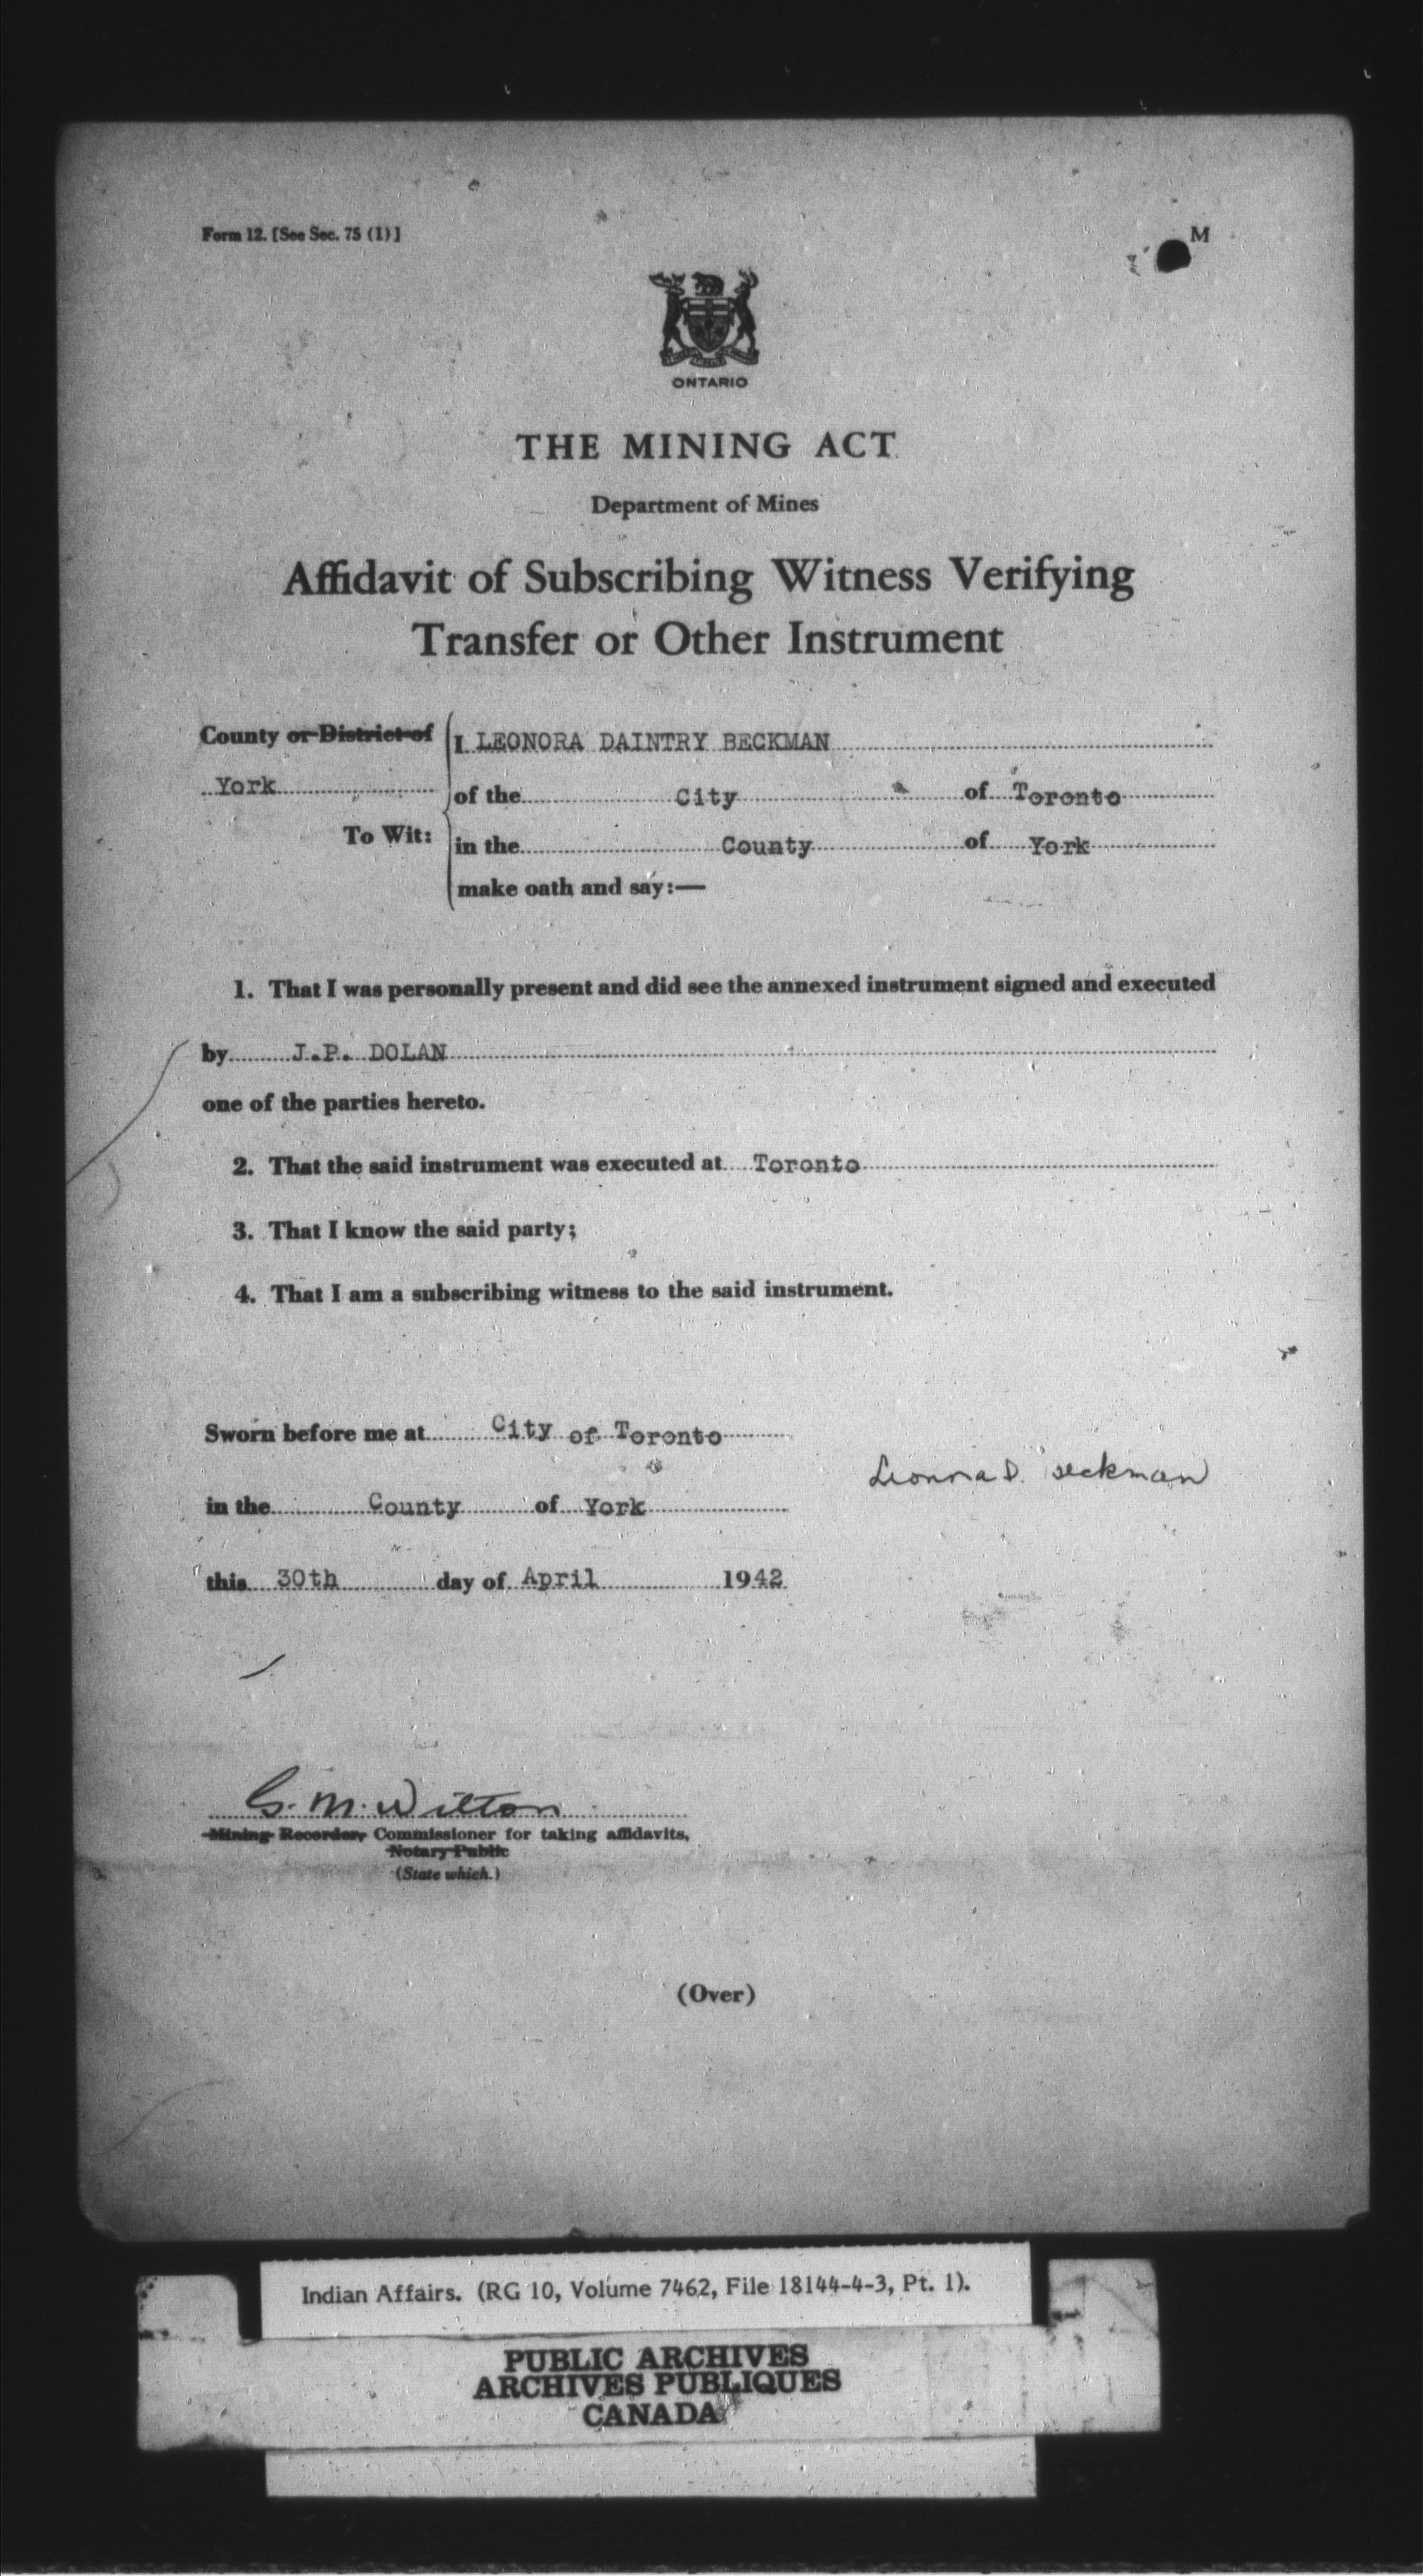 Form 12. [See Sec. 75 (1)]
M
ONTARIO
THE MINING ACT
Department of Mines
Affidavit of Subscribing Witness Verifying
Transfer or Other Instrument
County or District of
York
To Wit:
I LEONORA DAINTRY BECKMAN
of the City of Toronto
in the County of York
make oath and say:—
1. That I was personally present and did see the annexed instrument signed and executed
by J.P. DOLAN
one of the parties hereto.
2. That the said instrument was executed at Toronto
3. That I know the said party;
4. That I am a subscribing witness to the said instrument.
Sworn before me at City of Toronto
in the County of York
this 30th day of April 1942
Leonora D. Beckman
G. M. Wilton
Mining Recorder, Commissioner for taking affidavits,
Notary Public
(State which.)
(Over)
Indian Affairs. (RG 10, Volume 7462, File 18144-4-3, Pt. 1).
PUBLIC ARCHIVES
ARCHIVES PUBLIQUES
CANADA